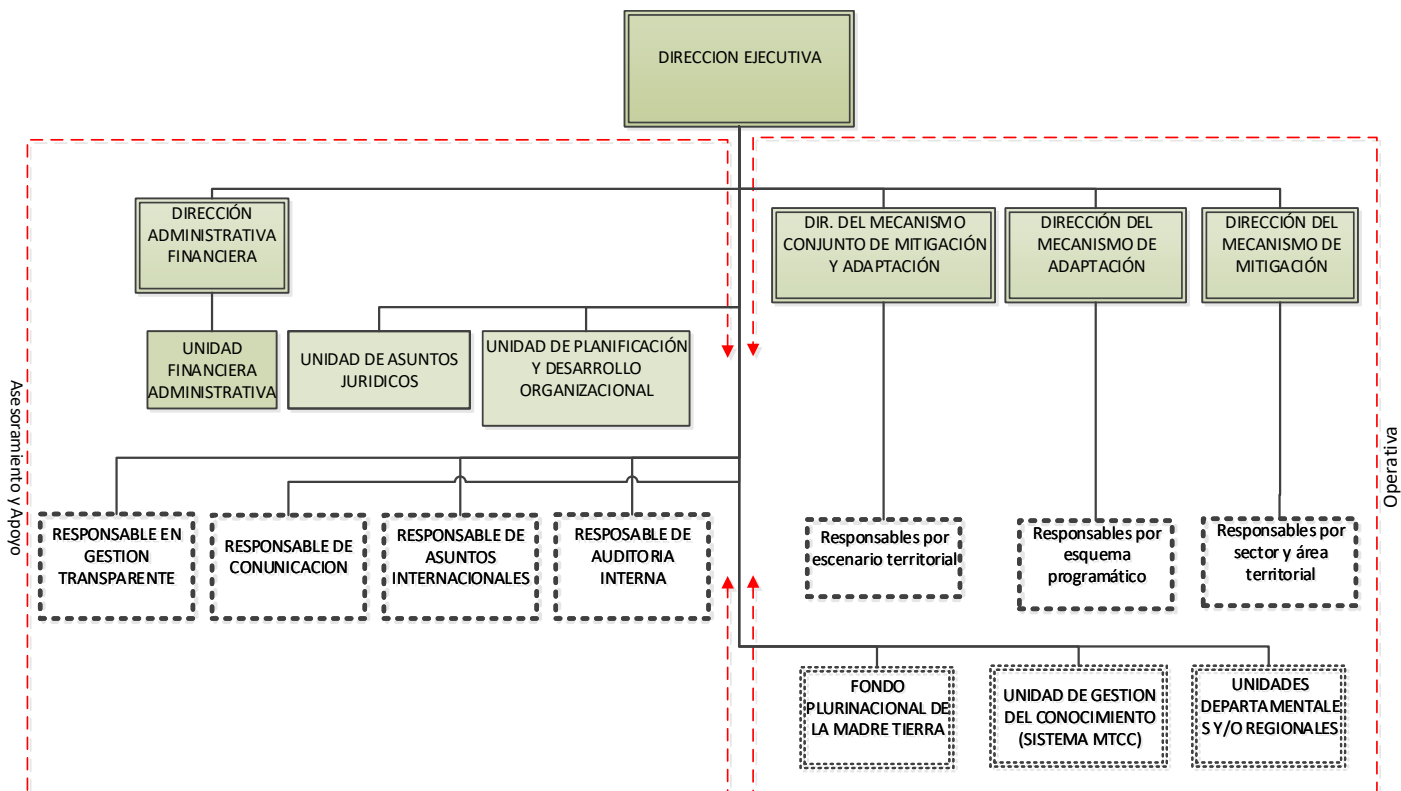 DIRECCION EJECUTIVA
DIRECCIÓN
ADMINISTRATIVA
FINANCIERA
DIR. DEL MECANISMO
CONJUNTO DE MITIGACIÓN
Y ADAPTACIÓN
DIRECCIÓN DEL
MECANISMO DE
ADAPTACIÓN
DIRECCIÓN DEL
MECANISMO DE
MITIGACIÓN
UNIDAD
FINANCIERA
ADMINISTRATIVA
UNIDAD DE ASUNTOS
JURIDICOS
UNIDAD DE PLANIFICACIÓN
Y DESARROLLO
ORGANIZACIONAL
Asesoramiento y Apoyo
Operativa
RESPONSABLE EN
GESTION
TRANSPARENTE
RESPONSABLE DE
CONUNICACION
RESPONSABLE DE
ASUNTOS
INTERNACIONALES
RESPOSABLE DE
AUDITORIA
INTERNA
Responsables por
escenario territorial
Responsables por
esquema
programático
Responsables por
sector y área
territorial
FONDO
PLURINACIONAL DE
LA MADRE TIERRA
UNIDAD DE GESTION
DEL CONOCIMIENTO
(SISTEMA MTCC)
UNIDADES
DEPARTAMENTALE
S Y/O REGIONALES